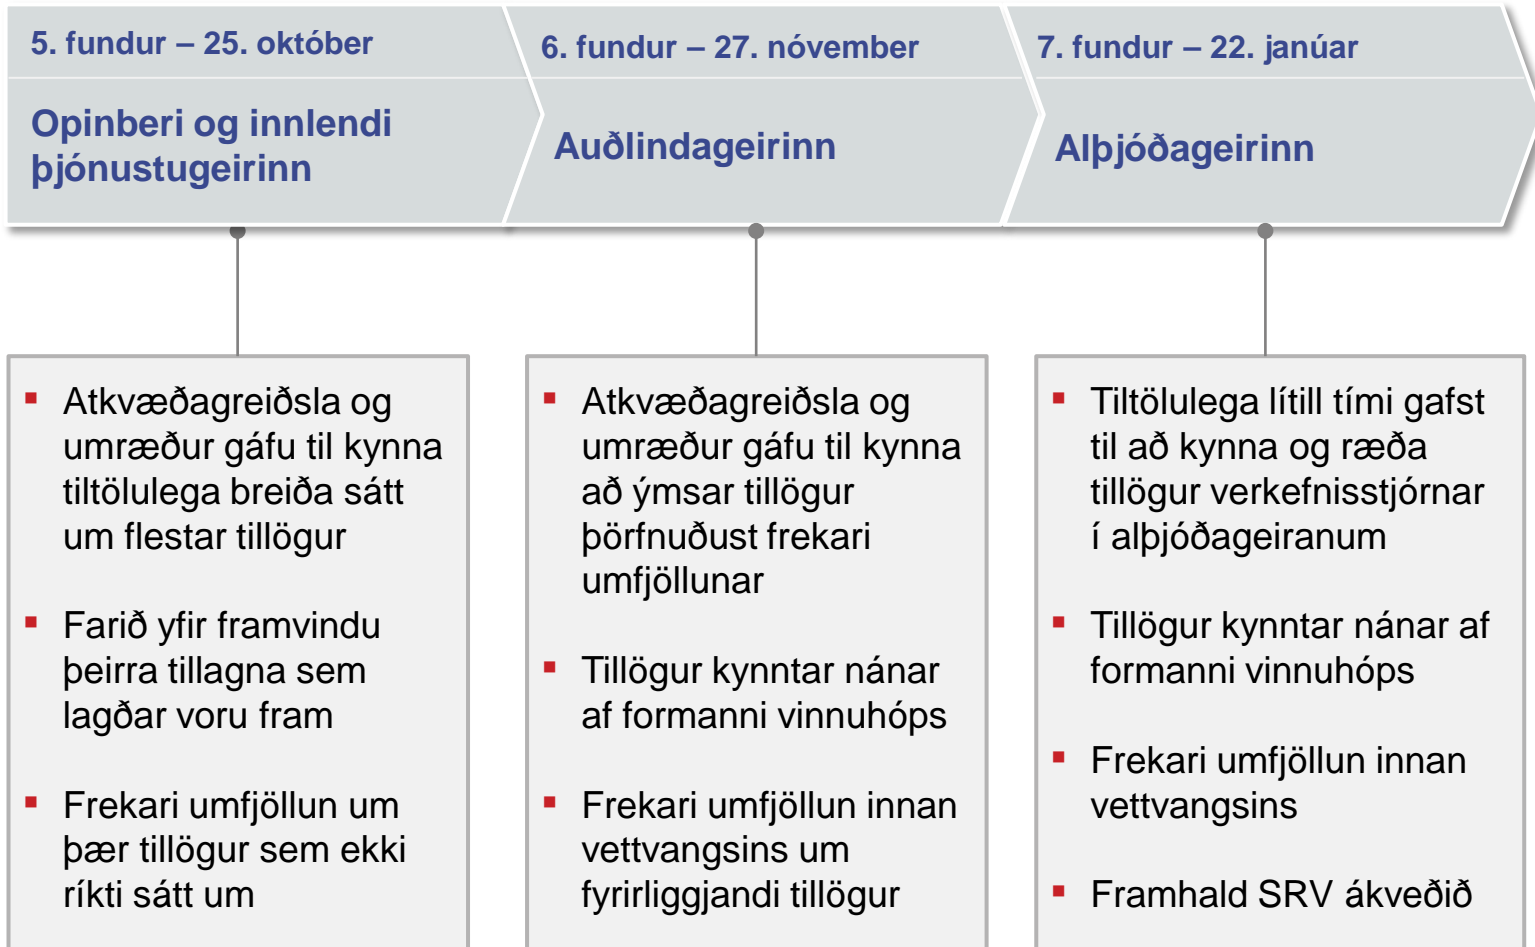 5. fundur – 25. október
Opinberi og innlendi
þjónustugeirinn
6. fundur – 27. nóvember
Auðlindageirinn
7. fundur – 22. janúar
Alþjóðageirinn
▪ Atkvæðagreiðsla og
umræður gáfu til kynna
tiltölulega breiða sátt
um flestar tillögur
▪ Farið yfir framvindu
þeirra tillagna sem
lagðar voru fram
▪ Frekari umfjöllun um
þær tillögur sem ekki
ríkti sátt um
▪ Atkvæðagreiðsla og
umræður gáfu til kynna
að ýmsar tillögur
þörfnuðust frekari
umfjöllunar
▪ Tillögur kynntar nánar
af formanni vinnuhóps
▪ Frekari umfjöllun innan
vettvangsins um
fyrirliggjandi tillögur
▪ Tiltölulega lítill tími gafst
til að kynna og ræða
tillögur verkefnisstjórnar
í alþjóðageiranum
▪ Tillögur kynntar nánar af
formanni vinnuhóps
▪ Frekari umfjöllun innan
vettvangsins
▪ Framhald SRV ákveðið